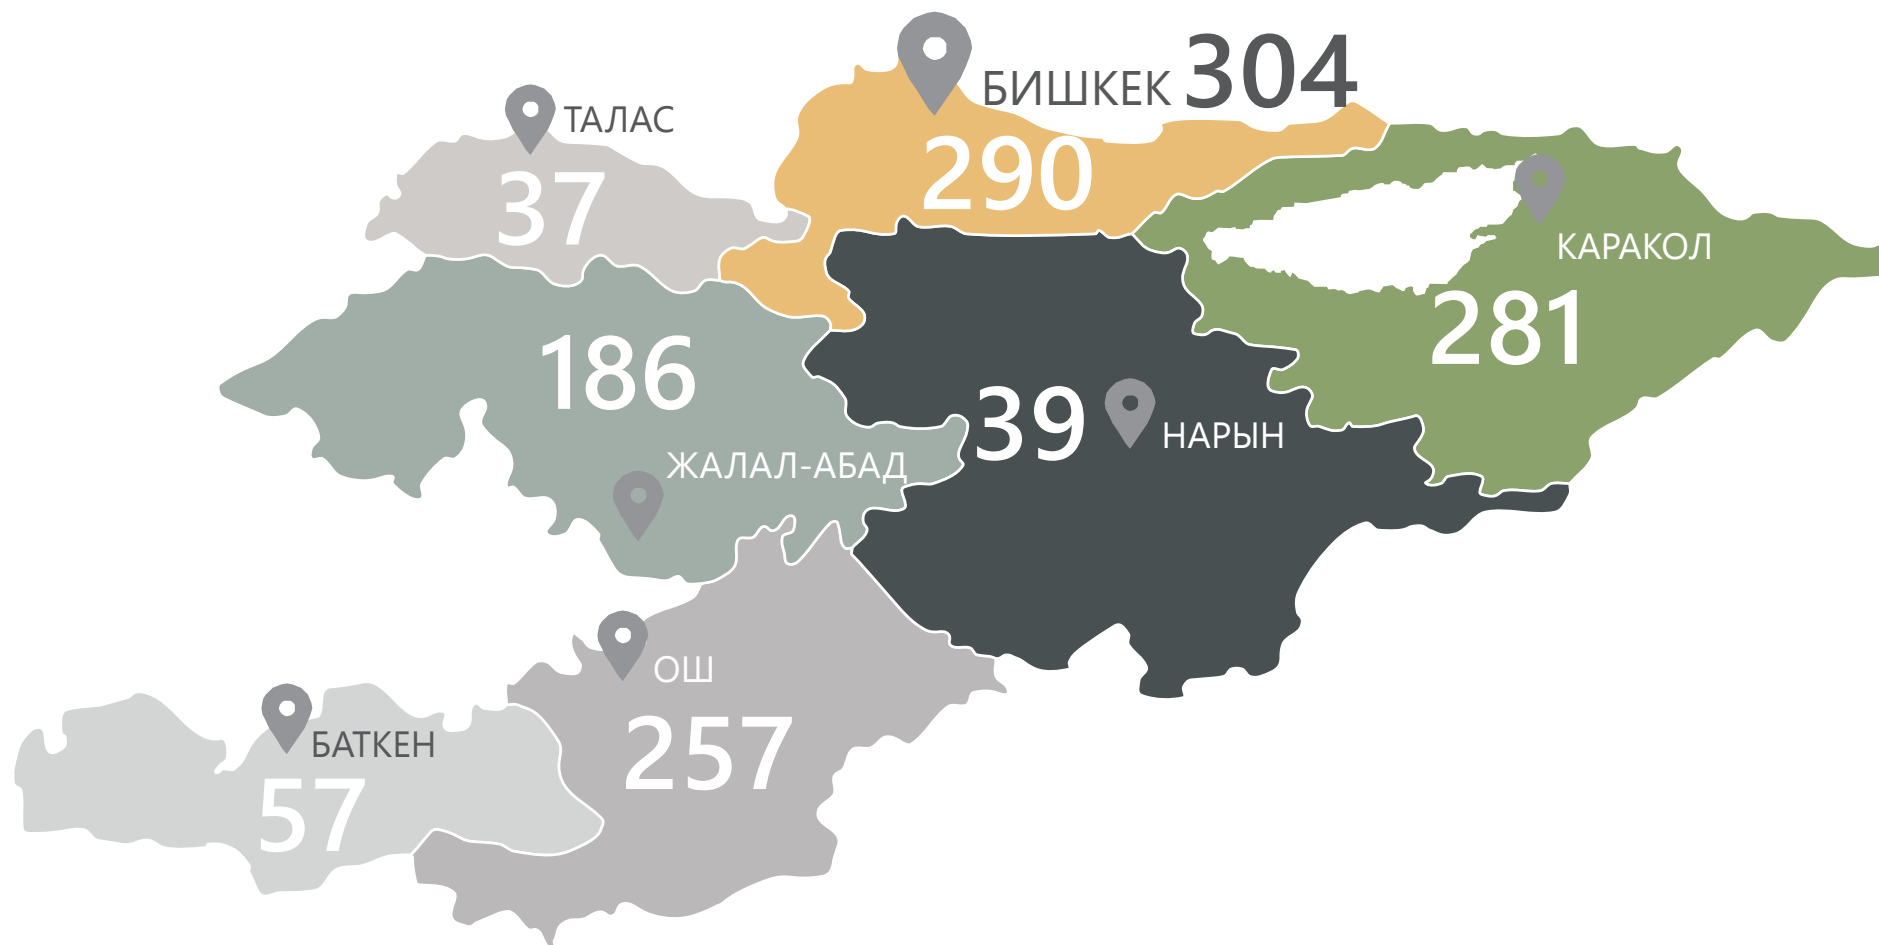 БИШКЕК 304
ТАЛАС
290
37
КАРАКОЛ
281
186
39
НАРЫН
ЖАЛАЛ-АБАД
ОШ
257
БАТКЕН
57